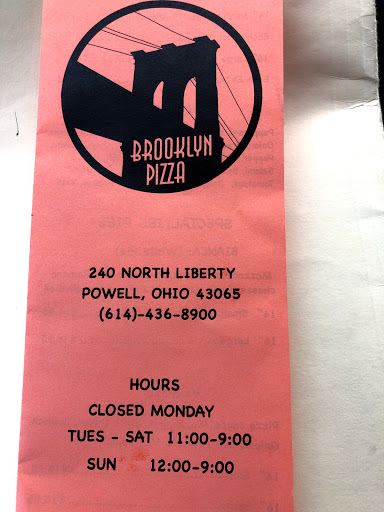 BROOKLYN
PIZZA
240 NORTH LIBERTY
POWELL, OHIO 43065
(614)-436-8900
HOURS
CLOSED MONDAY
TUES - SAT 11:00-9:00
SUN 12:00-9:00